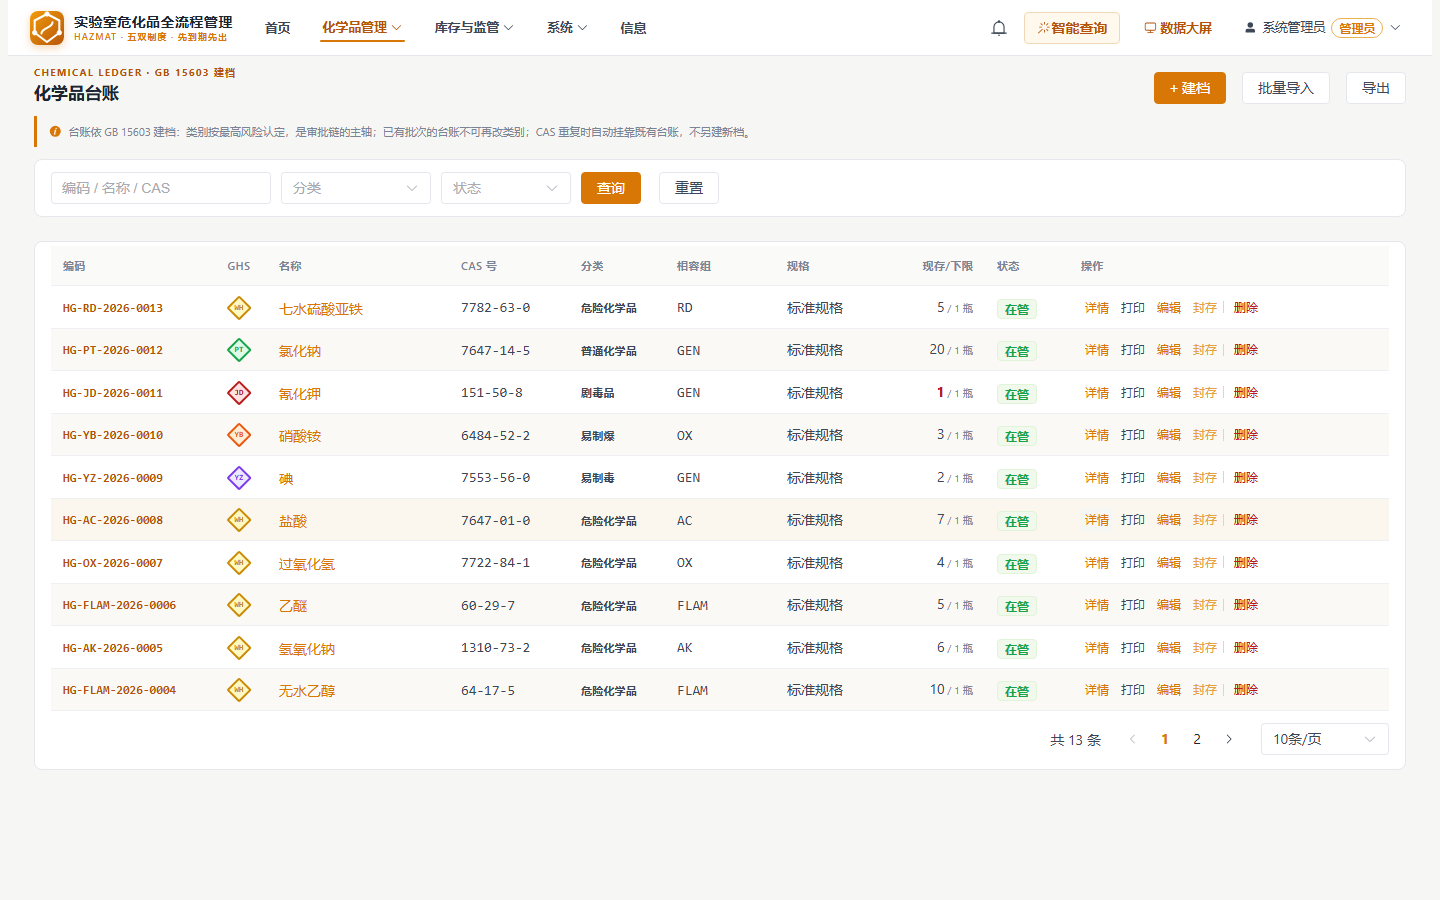 实验室危化品全流程管理
HAZMAT · 五双制度 · 先到期先出
首页 化学品管理 库存与监管 系统 信息 智能查询 数据大屏 系统管理员 管理员
CHEMICAL LEDGER · GB 15603 建档
化学品台账
+ 建档 批量导入 导出
台账依 GB 15603 建档：类别按最高风险认定，是审批链的主轴；已有批次的台账不可再改类别；CAS 重复时自动挂靠既有台账，不另建新档。
编码 / 名称 / CAS 分类 状态 查询 重置
编码 GHS 名称 CAS 号 分类 相容组 规格 现存/下限 状态 操作
HG-RD-2026-0013 WH 七水硫酸亚铁 7782-63-0 危险化学品 RD 标准规格 5 / 1 瓶 在管 详情 打印 编辑 封存 删除
HG-PT-2026-0012 PT 氯化钠 7647-14-5 普通化学品 GEN 标准规格 20 / 1 瓶 在管 详情 打印 编辑 封存 删除
HG-JD-2026-0011 JD 氰化钾 151-50-8 剧毒品 GEN 标准规格 1 / 1 瓶 在管 详情 打印 编辑 封存 删除
HG-YB-2026-0010 YB 硝酸铵 6484-52-2 易制爆 OX 标准规格 3 / 1 瓶 在管 详情 打印 编辑 封存 删除
HG-YZ-2026-0009 YZ 碘 7553-56-0 易制毒 GEN 标准规格 2 / 1 瓶 在管 详情 打印 编辑 封存 删除
HG-AC-2026-0008 WH 盐酸 7647-01-0 危险化学品 AC 标准规格 7 / 1 瓶 在管 详情 打印 编辑 封存 删除
HG-OX-2026-0007 WH 过氧化氢 7722-84-1 危险化学品 OX 标准规格 4 / 1 瓶 在管 详情 打印 编辑 封存 删除
HG-FLAM-2026-0006 WH 乙醚 60-29-7 危险化学品 FLAM 标准规格 5 / 1 瓶 在管 详情 打印 编辑 封存 删除
HG-AK-2026-0005 WH 氢氧化钠 1310-73-2 危险化学品 AK 标准规格 6 / 1 瓶 在管 详情 打印 编辑 封存 删除
HG-FLAM-2026-0004 WH 无水乙醇 64-17-5 危险化学品 FLAM 标准规格 10 / 1 瓶 在管 详情 打印 编辑 封存 删除
共 13 条 1 2 10条/页